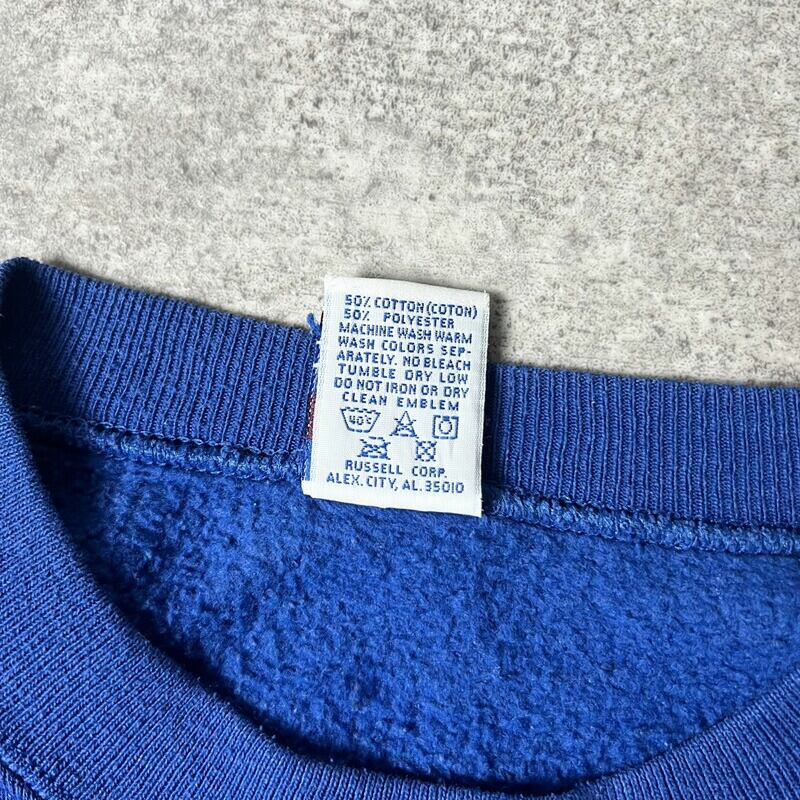 50% COTTON (COTON)
50% POLYESTER
MACHINE WASH WARM
WASH COLORS SEP-
ARATELY. NO BLEACH
TUMBLE DRY LOW
DO NOT IRON OR DRY
CLEAN EMBLEM
40°
RUSSELL CORP.
ALEX. CITY, AL. 35010